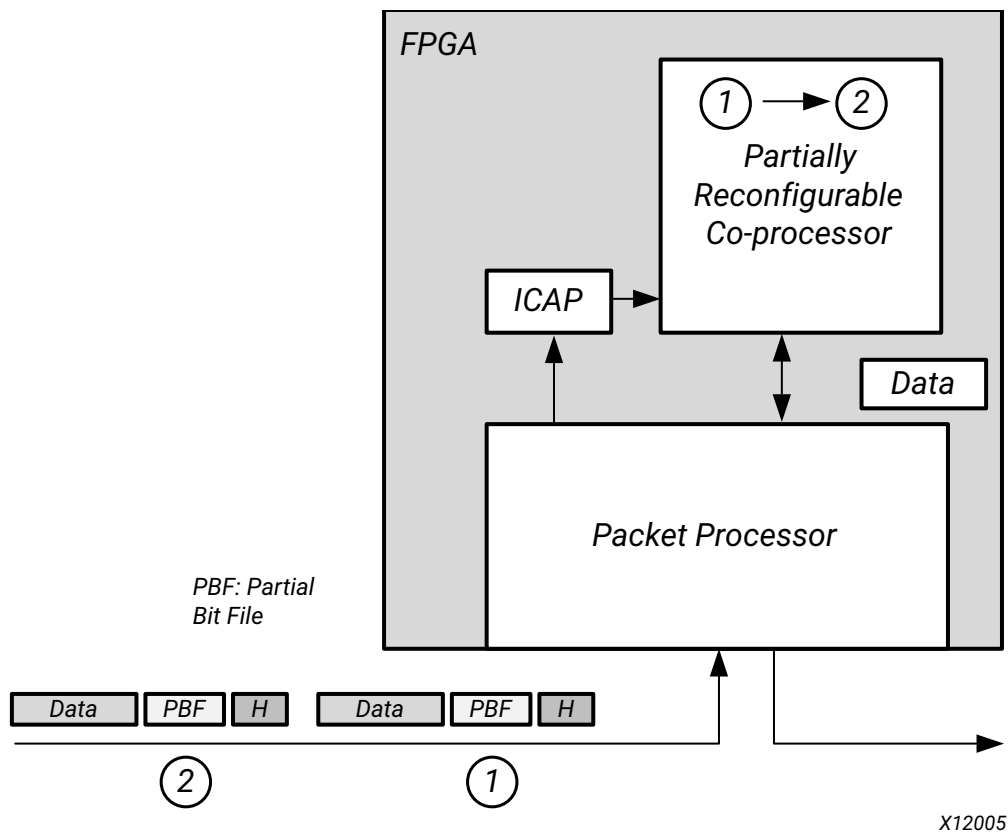 FPGA
1
2
Partially
Reconfigurable
Co-processor
ICAP
Data
Packet Processor
PBF: Partial
Bit File
Data PBF H Data PBF H
2 1
X12005